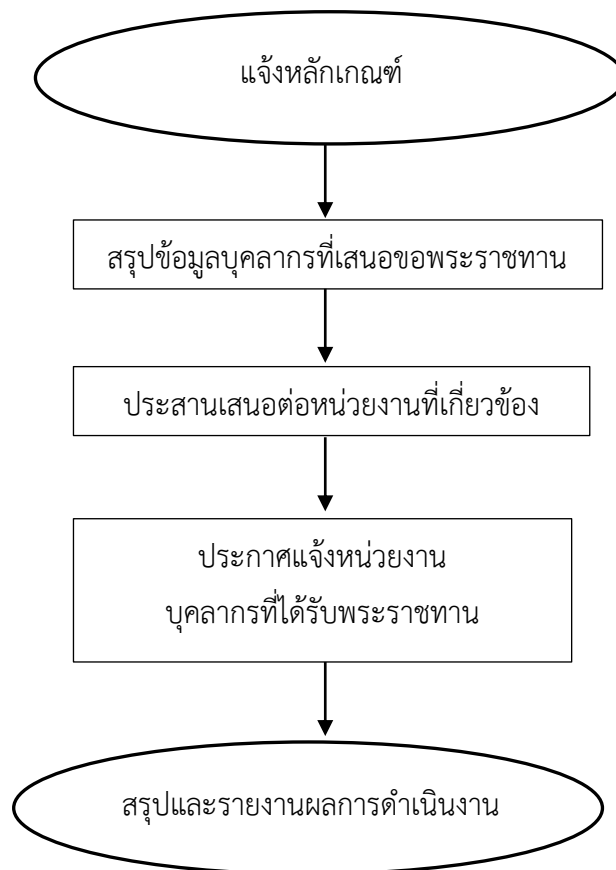 แจ้งหลักเกณฑ์
สรุปข้อมูลบุคลากรที่เสนอขอพระราชทาน
ประสานเสนอต่อหน่วยงานที่เกี่ยวข้อง
ประกาศแจ้งหน่วยงาน
บุคลากรที่ได้รับพระราชทาน
สรุปและรายงานผลการดำเนินงาน